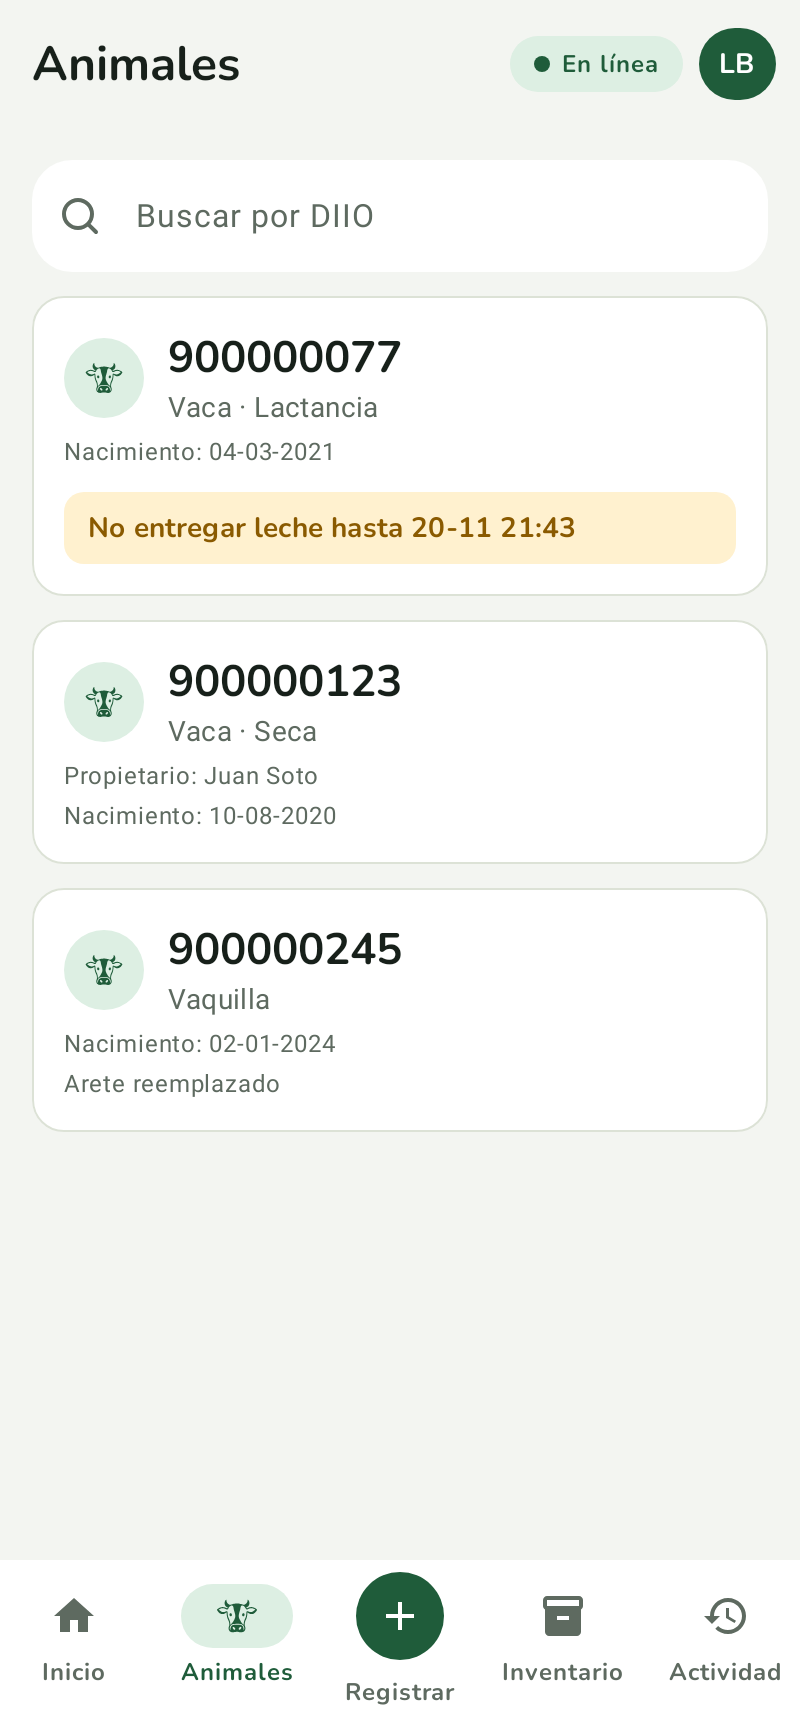 Animales
En línea
LB
Buscar por DIIO
900000077
Vaca · Lactancia
Nacimiento: 04-03-2021
No entregar leche hasta 20-11 21:43
900000123
Vaca · Seca
Propietario: Juan Soto
Nacimiento: 10-08-2020
900000245
Vaquilla
Nacimiento: 02-01-2024
Arete reemplazado
Inicio
Animales
Registrar
Inventario
Actividad